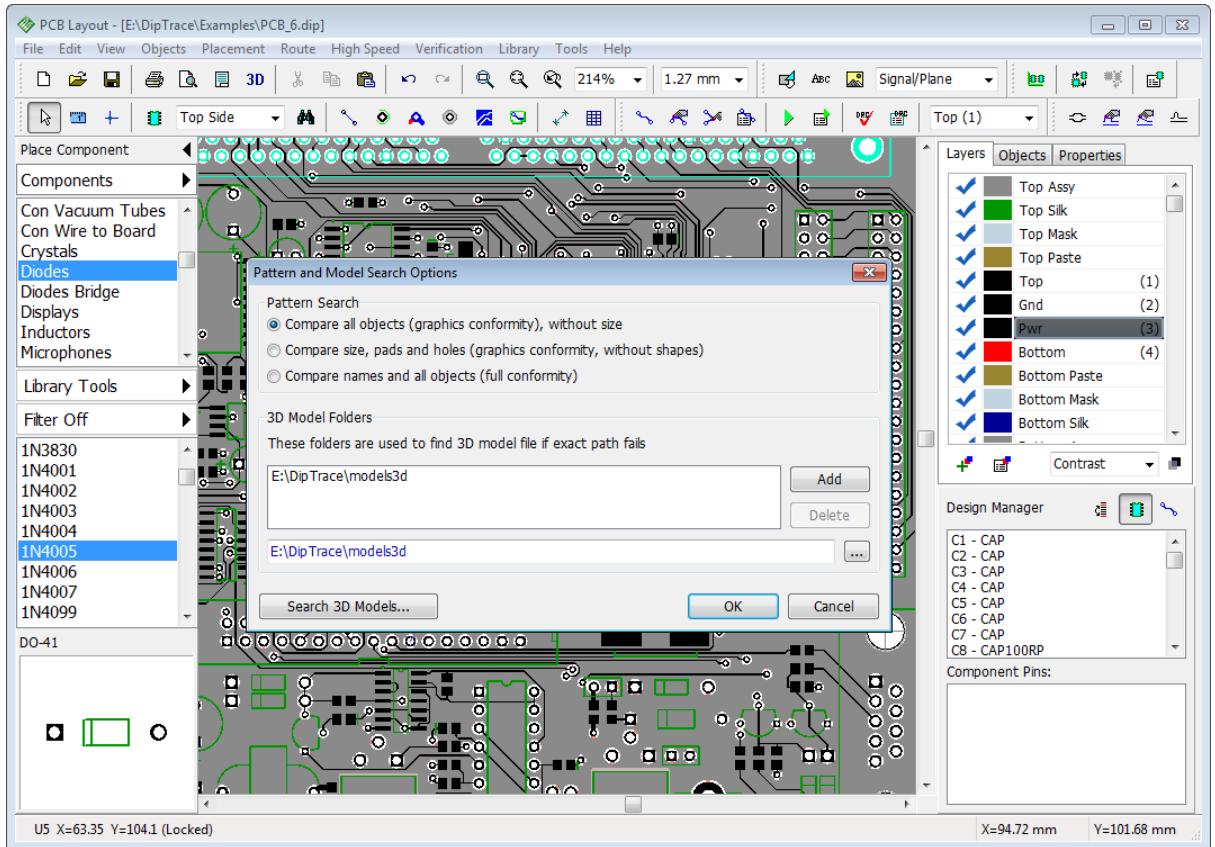 PCB Layout - [E:\DipTrace\Examples\PCB_6.dip]
File Edit View Objects Placement Route High Speed Verification Library Tools Help
3D 214% 1.27 mm ABC Signal/Plane
Top Side DRC DRC Top (1)
Place Component
Components
Con Vacuum Tubes
Con Wire to Board
Crystals
Diodes
Diodes Bridge
Displays
Inductors
Microphones
Library Tools
Filter Off
1N3830
1N4001
1N4002
1N4003
1N4004
1N4005
1N4006
1N4007
1N4099
DO-41
Pattern and Model Search Options
Pattern Search
Compare all objects (graphics conformity), without size
Compare size, pads and holes (graphics conformity, without shapes)
Compare names and all objects (full conformity)
3D Model Folders
These folders are used to find 3D model file if exact path fails
E:\DipTrace\models3d
Add
Delete
E:\DipTrace\models3d
...
Search 3D Models...
OK
Cancel
Layers Objects Properties
Top Assy
Top Silk
Top Mask
Top Paste
Top (1)
Gnd (2)
Pwr (3)
Bottom (4)
Bottom Paste
Bottom Mask
Bottom Silk
Contrast
Design Manager
C1 - CAP
C2 - CAP
C3 - CAP
C4 - CAP
C5 - CAP
C6 - CAP
C7 - CAP
C8 - CAP100RP
Component Pins:
U5 X=63.35 Y=104.1 (Locked)
X=94.72 mm Y=101.68 mm